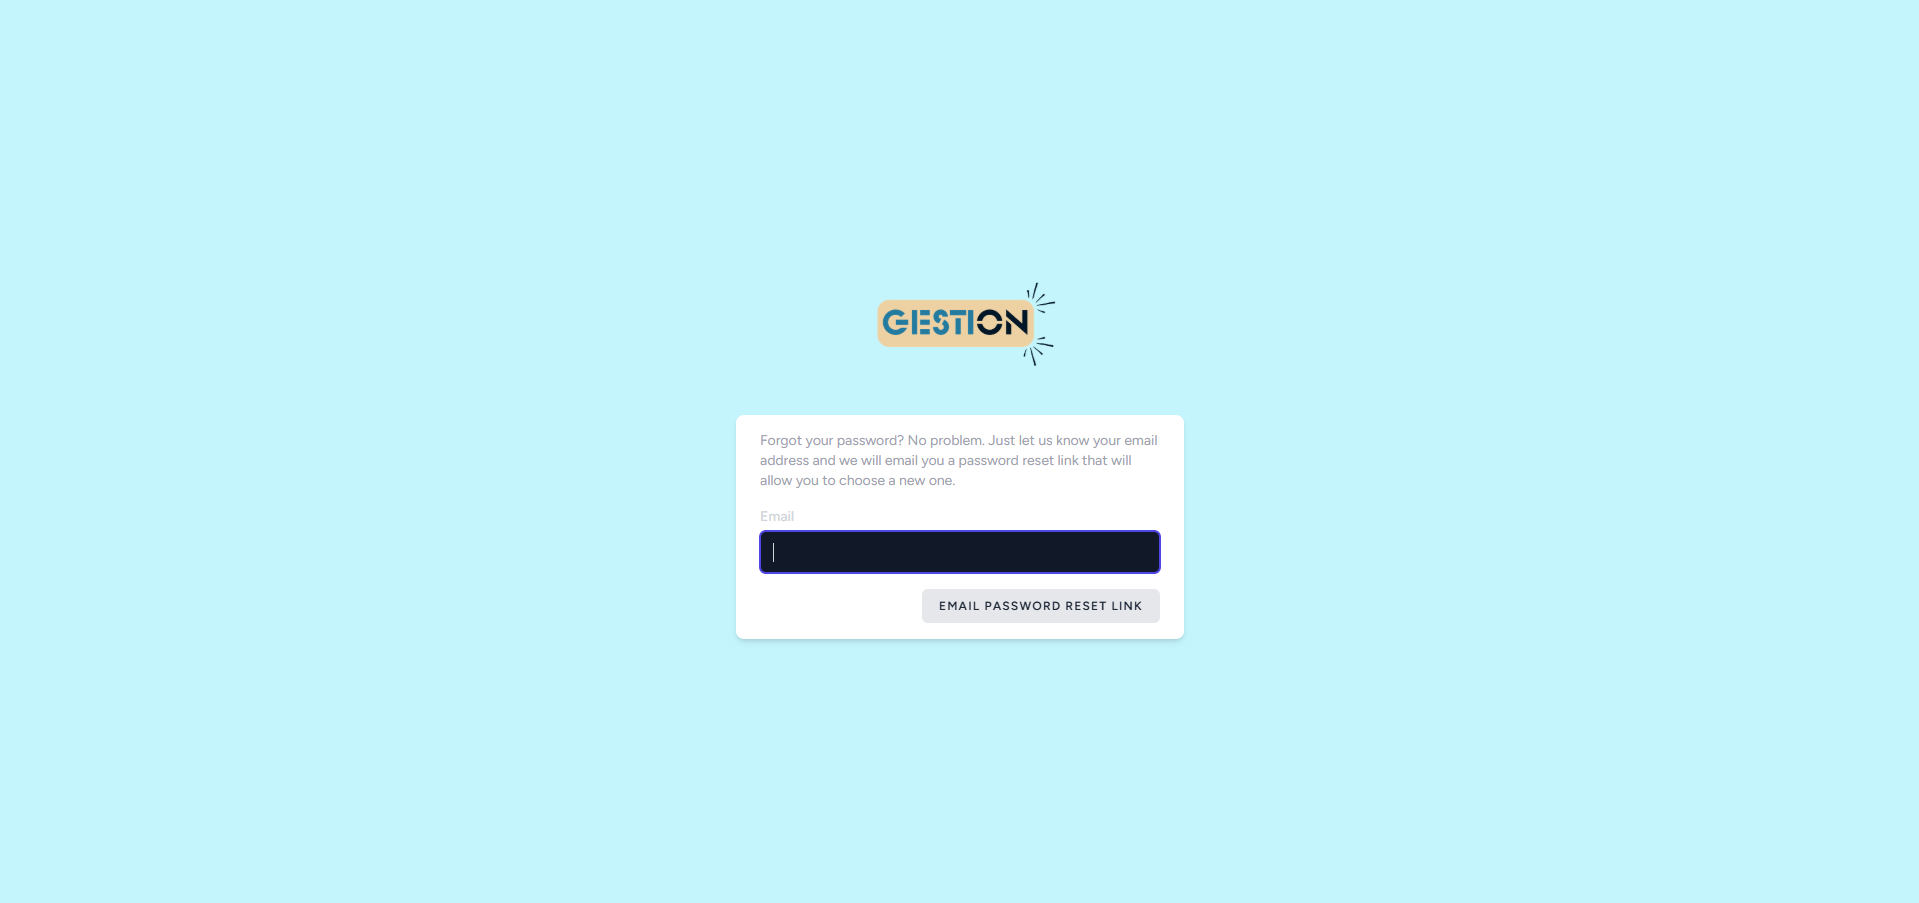 GESTION
Forgot your password? No problem. Just let us know your email
address and we will email you a password reset link that will
allow you to choose a new one.
Email
EMAIL PASSWORD RESET LINK